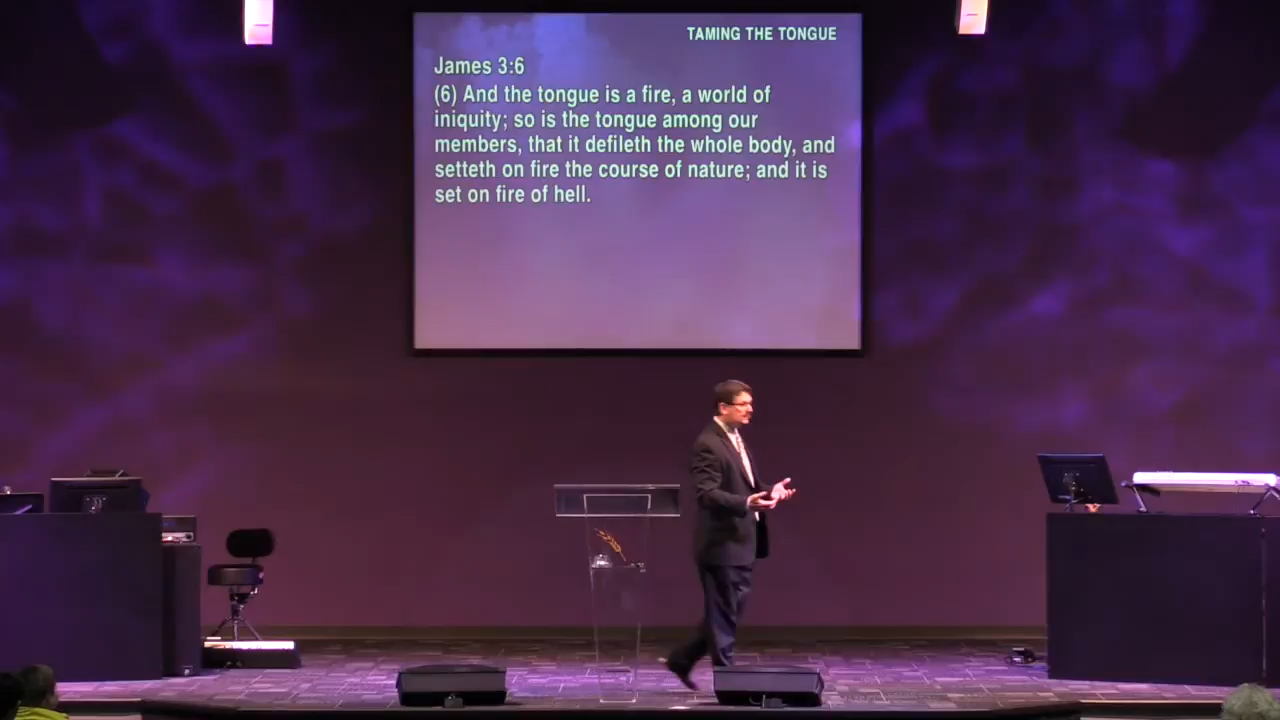 TAMING THE TONGUE
James 3:6
(6) And the tongue is a fire, a world of
iniquity; so is the tongue among our
members, that it defileth the whole body, and
setteth on fire the course of nature; and it is
set on fire of hell.